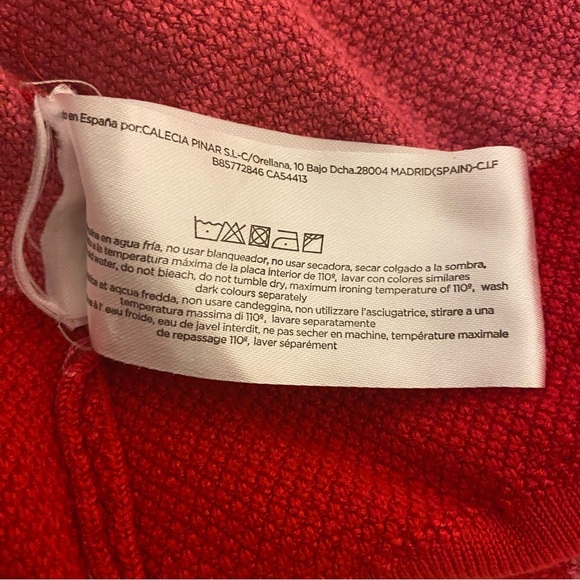 en España por:CALECIA PINAR S.L-C/Orellana, 10 Bajo Dcha.28004 MADRID(SPAIN)-C.I.F
B85772846 CA54413
en agua fría, no usar blanqueador, no usar secadora, secar colgado a la sombra,
a la temperatura máxima de la placa interior de 110º, lavar con colores similares
water, do not bleach, do not tumble dry, maximum ironing temperature of 110º, wash
dark colours separately
at aqcua fredda, non usare candeggina, non utilizzare l'asciugatrice, stirare a una
temperatura massima di 110º, lavare separatamente
à l' eau froide, eau de javel interdit, ne pas secher en machine, température maximale
de repassage 110º, laver séparément